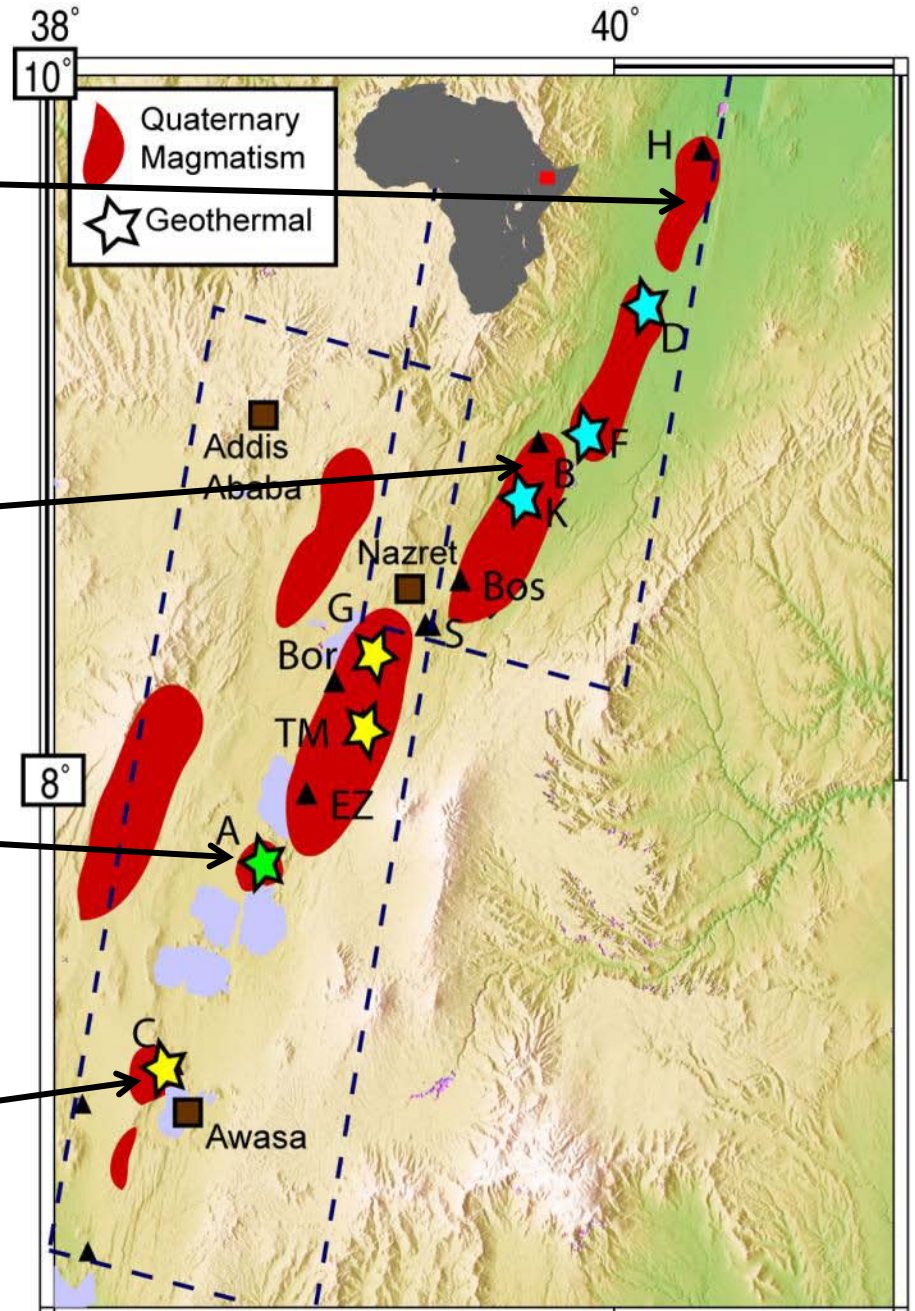 38°
40°
10°
Quaternary
Magmatism
Geothermal
H
D
Addis
Ababa
F
B
K
Nazret
Bos
G
S
Bor
TM
8°
EZ
A
C
Awasa